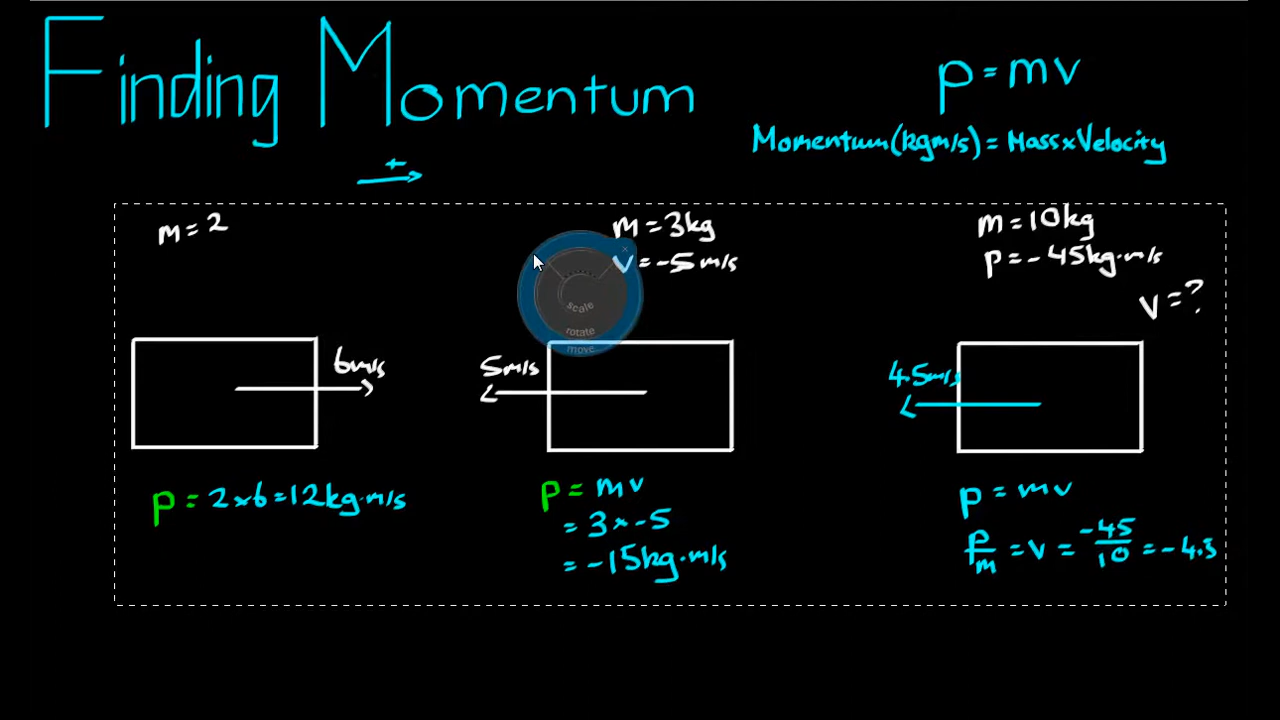 Finding Momentum
p = mv
Momentum(kgm/s) = Mass x Velocity
+
m = 2
m = 3kg
v = -5m/s
m = 10kg
p = -45kg·m/s
v = ?
scale
rotate
move
6m/s
5m/s
4.5m/s
p = 2x6 = 12kg·m/s
p = mv
= 3 x -5
= -15kg·m/s
p = mv
p/m = v = -45/10 = -4.5